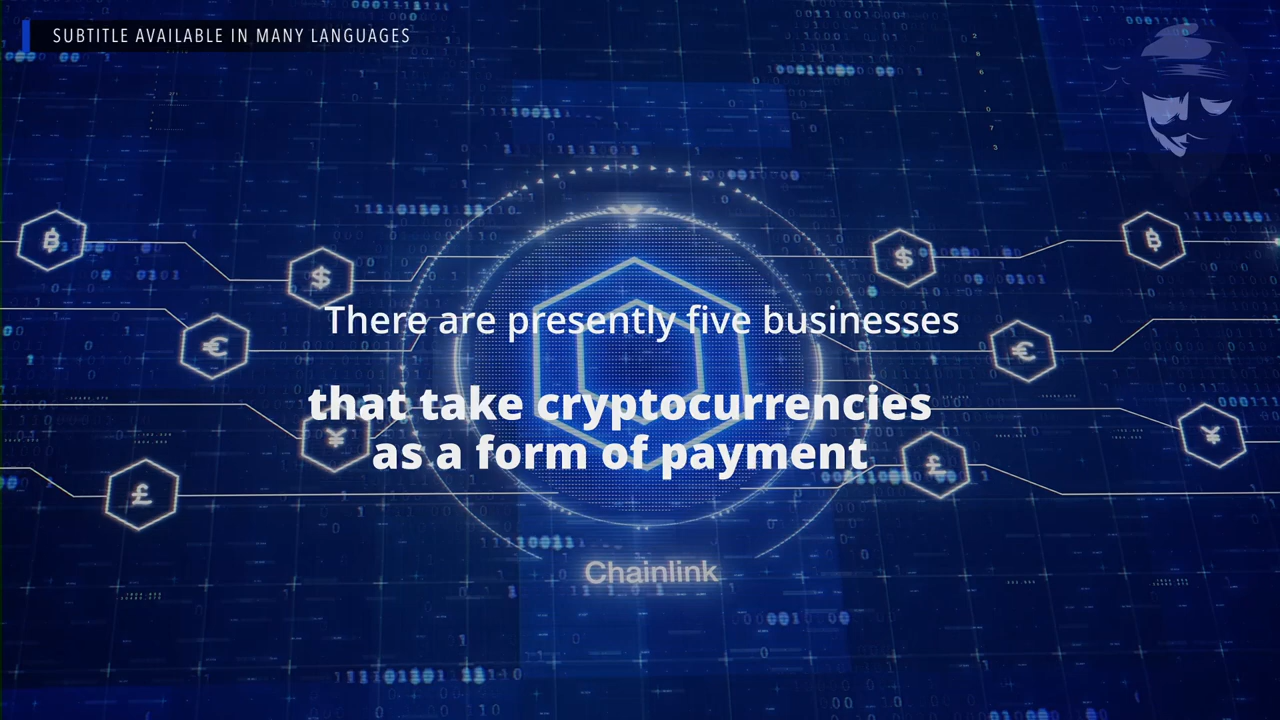 SUBTITLE AVAILABLE IN MANY LANGUAGES
There are presently five businesses
that take cryptocurrencies
as a form of payment
Chainlink